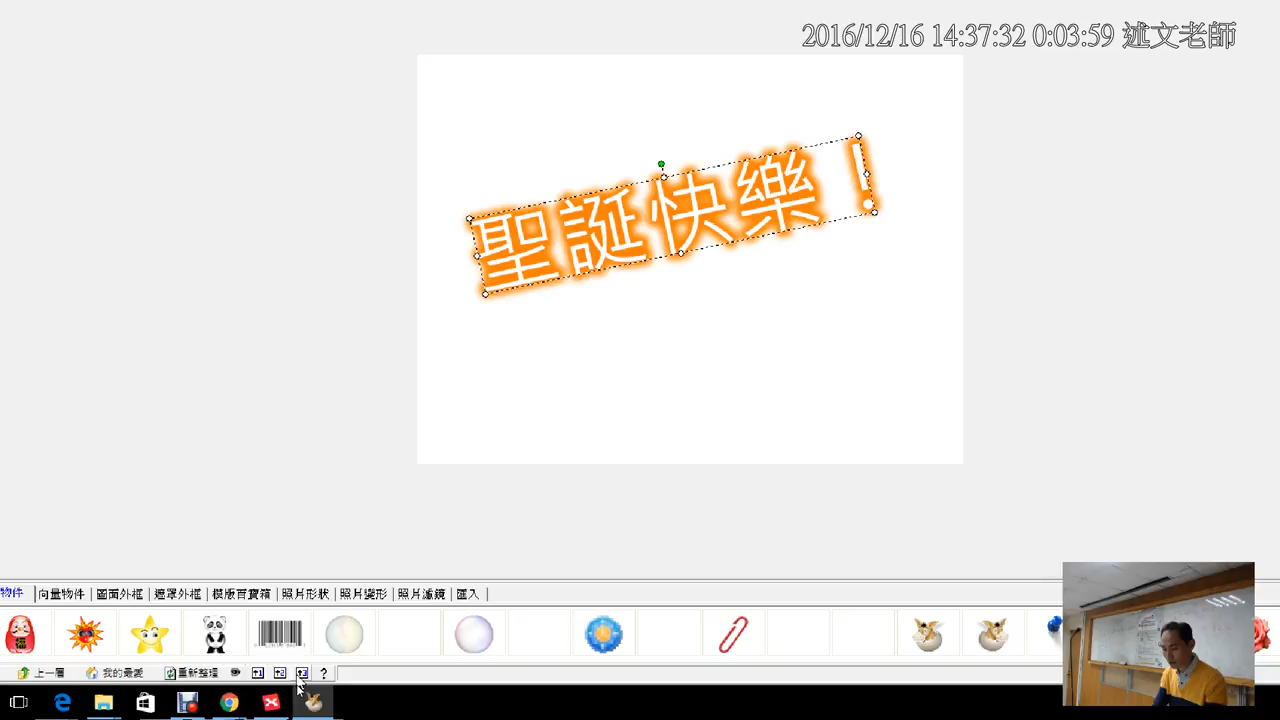 2016/12/16 14:37:32 0:03:59 述文老師
聖誕快樂！
物件 向量物件 圖面外框 遮罩外框 模版百寶箱 照片形狀 照片變形 照片濾鏡 匯入
上一層 我的最愛 重新整理 1 2 3 ?